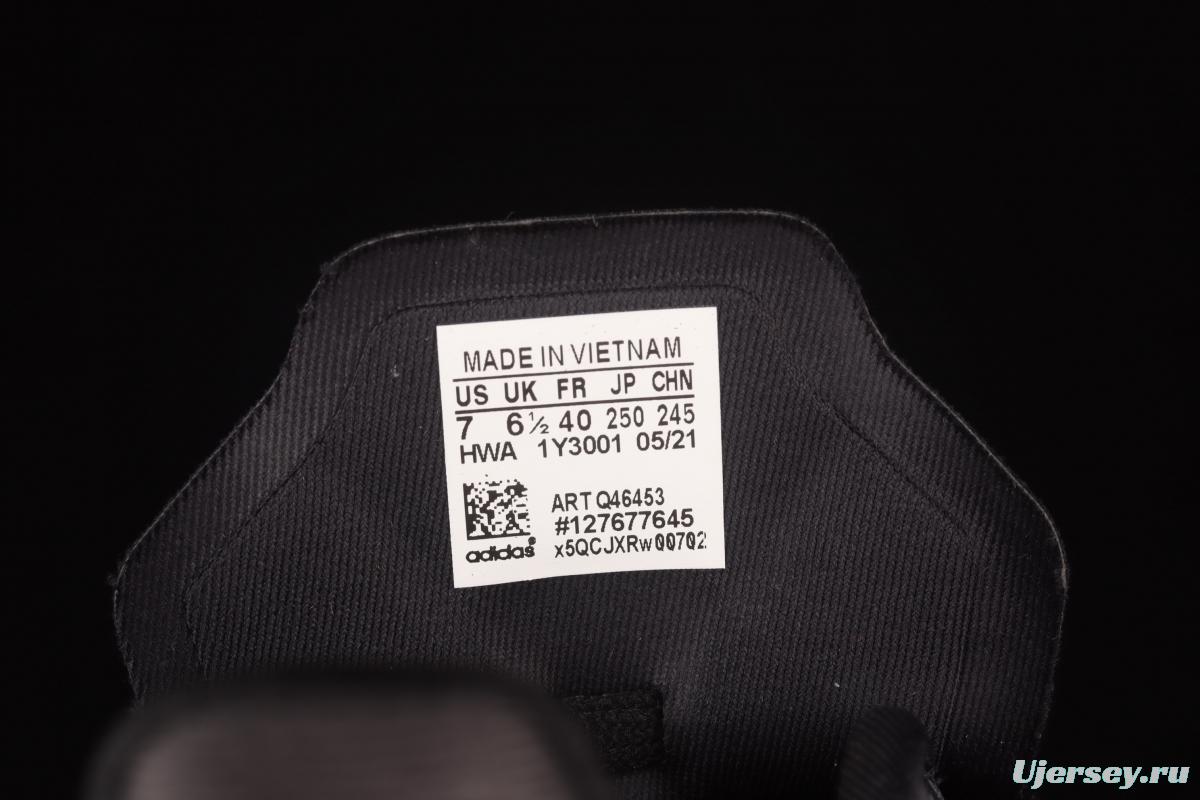 MADE IN VIETNAM
US UK FR JP CHN
7 6½ 40 250 245
HWA 1Y3001 05/21
ART Q46453
#127677645
adidas® x5QCJXRw00702
Ujersey.ru